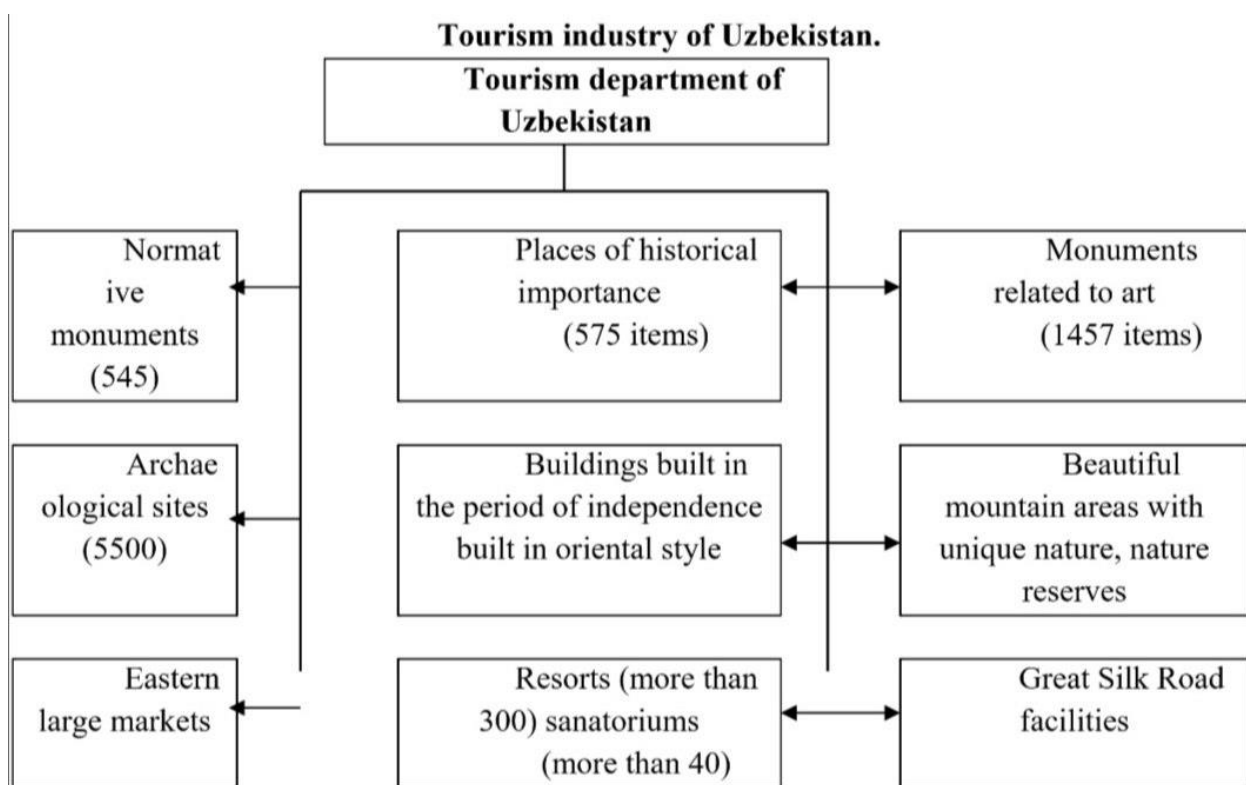 Tourism industry of Uzbekistan.
Tourism department of
Uzbekistan
Normat
ive
monuments
(545)
Places of historical
importance
(575 items)
Monuments
related to art
(1457 items)
Archae
ological sites
(5500)
Buildings built in
the period of independence
built in oriental style
Beautiful
mountain areas with
unique nature, nature
reserves
Eastern
large markets
Resorts (more than
300) sanatoriums
(more than 40)
Great Silk Road
facilities